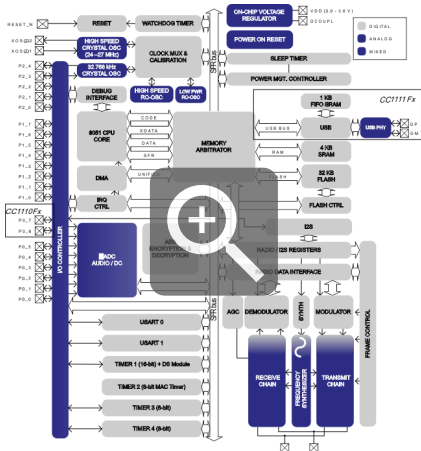 RESET_N
RESET
WATCHDOG TIMER
ON-CHIP VOLTAGE
REGULATOR
VDD (2.0 - 3.6 V)
DCOUPL
POWER ON RESET
DIGITAL
ANALOG
MIXED
HIGH SPEED
CRYSTAL OSC
(24 – 27 MHz)
CLOCK MUX &
CALIBRATION
32.768 kHz
CRYSTAL OSC
SFR bus
SLEEP TIMER
POWER MGT. CONTROLLER
P2_4
P2_3
P2_2
P2_1
P2_0
DEBUG
INTERFACE
HIGH SPEED
RC-OSC
LOW PWR
RC-OSC
CC1111Fx
1 KB
FIFO SRAM
P1_7
P1_6
P1_5
P1_4
P1_3
P1_2
P1_1
P1_0
8051 CPU
CORE
CODE
XDATA
DATA
SFR
MEMORY
ARBITRATOR
USB BUS
USB
USB PHY
DP
DM
RAM
4 KB
SRAM
DMA
UNIFIED
FLASH
32 KB
FLASH
IRQ
CTRL
FLASH CTRL
CC1110Fx
P0_7
P0_6
P0_5
P0_4
P0_3
P0_2
P0_1
P0_0
I/O CONTROLLER
ADC
AUDIO / DC
ENCRYPTION &
DECRYPTION
I2S
RADIO / I2S REGISTERS
RADIO DATA INTERFACE
SFR bus
USART 0
USART 1
TIMER 1 (16-bit) + DS Module
TIMER 2 (8-bit MAC Timer)
TIMER 3 (8-bit)
TIMER 4 (8-bit)
AGC
DEMODULATOR
SYNTH
MODULATOR
FRAME CONTROL
RECEIVE
CHAIN
FREQUENCY
SYNTHESIZER
TRANSMIT
CHAIN